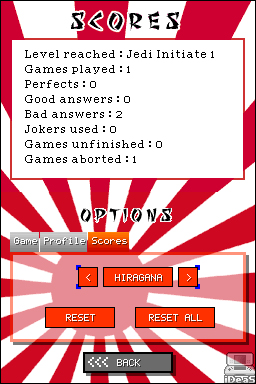 SCORES
Level reached : Jedi Initiate 1
Games played : 1
Perfects : 0
Good answers : 0
Bad answers : 2
Jokers used : 0
Games unfinished : 0
Games aborted : 1
OPTIONS
Game Profile Scores
< HIRAGANA >
RESET RESET ALL
<<< BACK
iDeaS